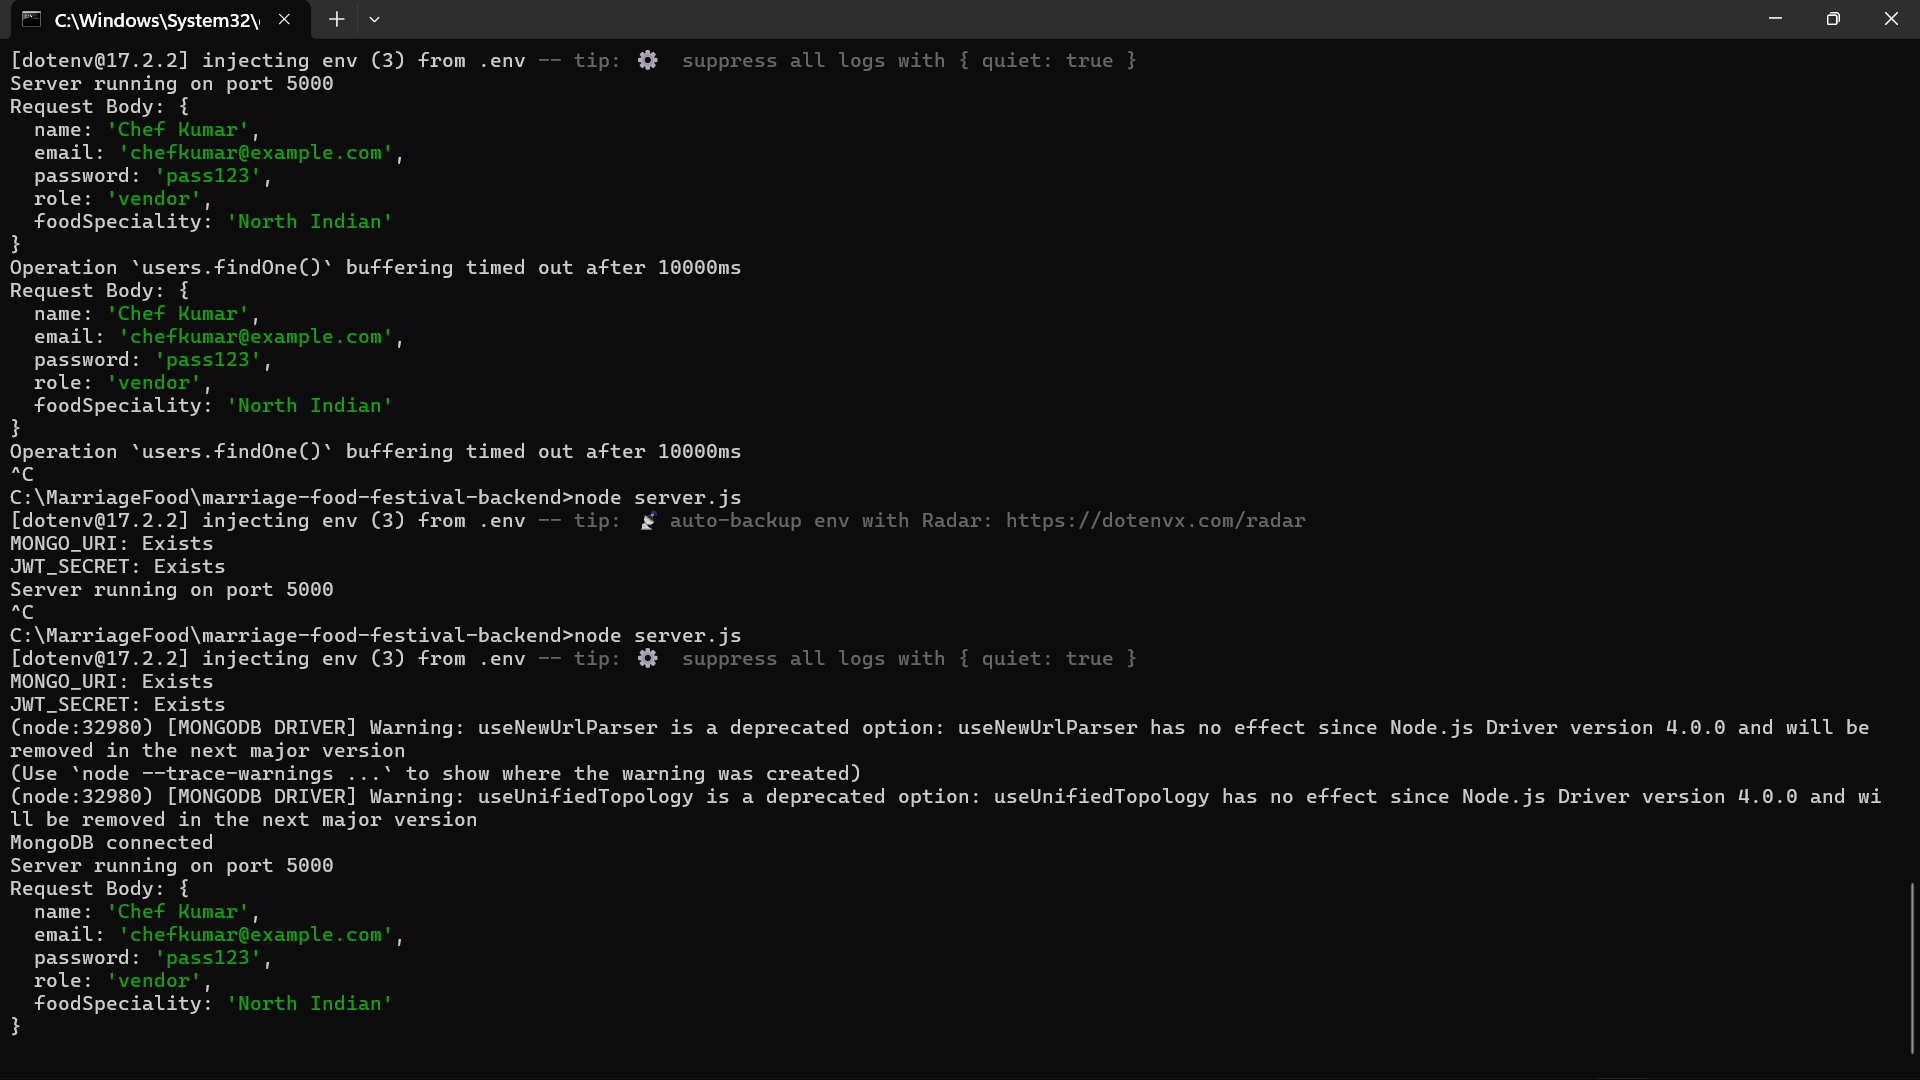 C:\Windows\System32\
[dotenv@17.2.2] injecting env (3) from .env -- tip: ⚙️  suppress all logs with { quiet: true }
Server running on port 5000
Request Body: {
  name: 'Chef Kumar',
  email: 'chefkumar@example.com',
  password: 'pass123',
  role: 'vendor',
  foodSpeciality: 'North Indian'
}
Operation `users.findOne()` buffering timed out after 10000ms
Request Body: {
  name: 'Chef Kumar',
  email: 'chefkumar@example.com',
  password: 'pass123',
  role: 'vendor',
  foodSpeciality: 'North Indian'
}
Operation `users.findOne()` buffering timed out after 10000ms
^C
C:\MarriageFood\marriage-food-festival-backend>node server.js
[dotenv@17.2.2] injecting env (3) from .env -- tip: 📡 auto-backup env with Radar: https://dotenvx.com/radar
MONGO_URI: Exists
JWT_SECRET: Exists
Server running on port 5000
^C
C:\MarriageFood\marriage-food-festival-backend>node server.js
[dotenv@17.2.2] injecting env (3) from .env -- tip: ⚙️  suppress all logs with { quiet: true }
MONGO_URI: Exists
JWT_SECRET: Exists
(node:32980) [MONGODB DRIVER] Warning: useNewUrlParser is a deprecated option: useNewUrlParser has no effect since Node.js Driver version 4.0.0 and will be
removed in the next major version
(Use `node --trace-warnings ...` to show where the warning was created)
(node:32980) [MONGODB DRIVER] Warning: useUnifiedTopology is a deprecated option: useUnifiedTopology has no effect since Node.js Driver version 4.0.0 and wi
ll be removed in the next major version
MongoDB connected
Server running on port 5000
Request Body: {
  name: 'Chef Kumar',
  email: 'chefkumar@example.com',
  password: 'pass123',
  role: 'vendor',
  foodSpeciality: 'North Indian'
}